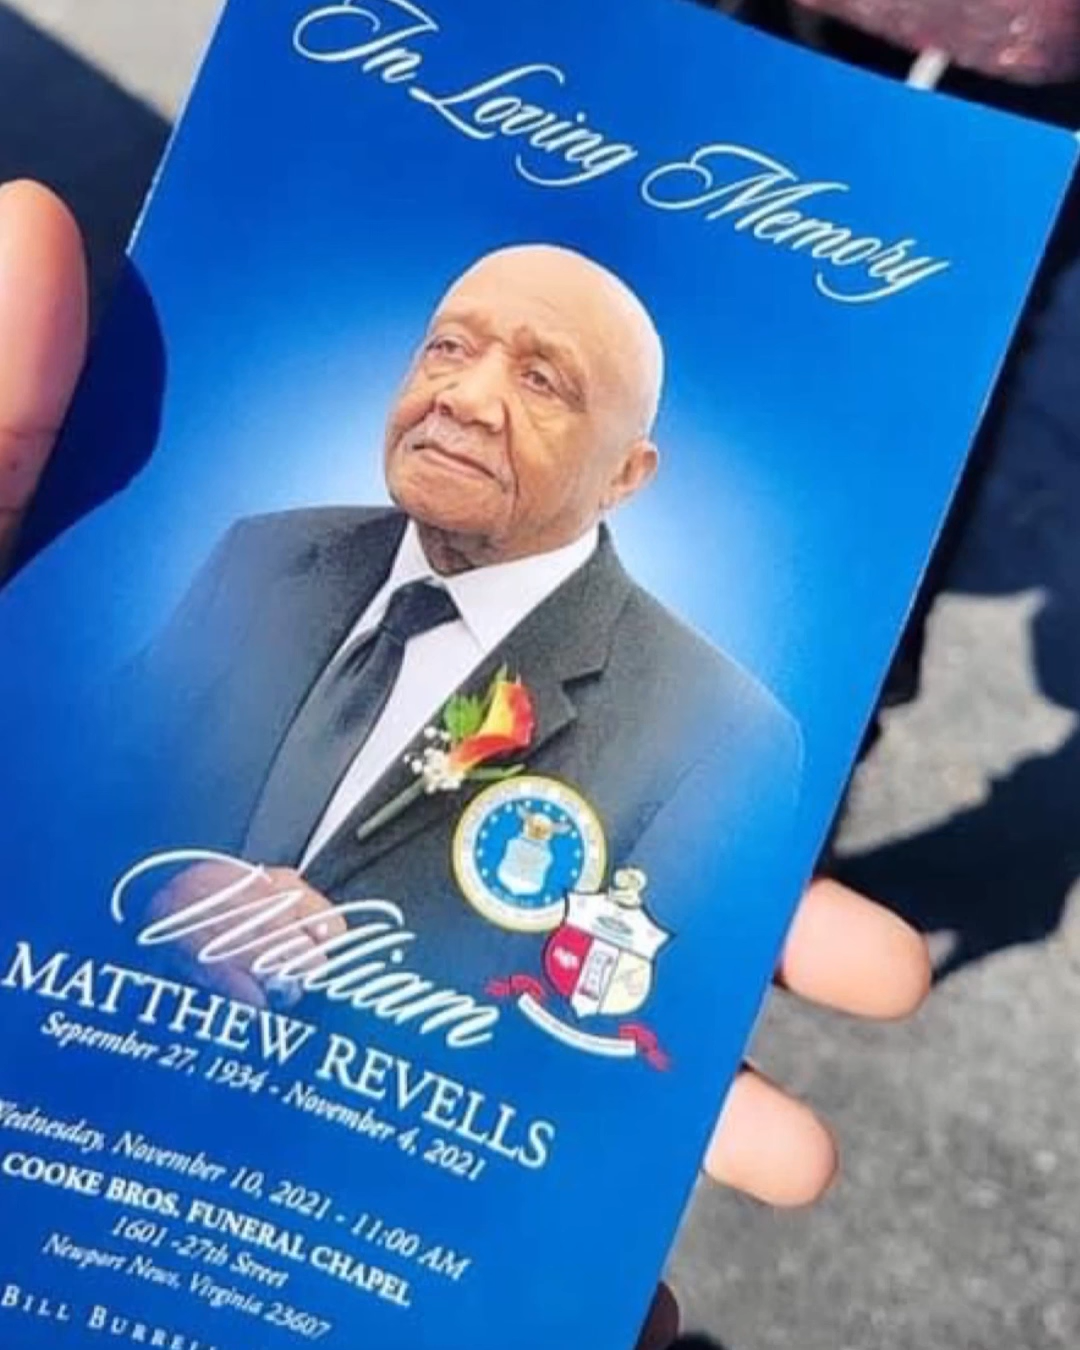 In Loving Memory
William
MATTHEW REVELLS
September 27, 1934 - November 4, 2021
Wednesday, November 10, 2021 - 11:00 AM
COOKE BROS. FUNERAL CHAPEL
1601 -27th Street
Newport News, Virginia 23607
BILL